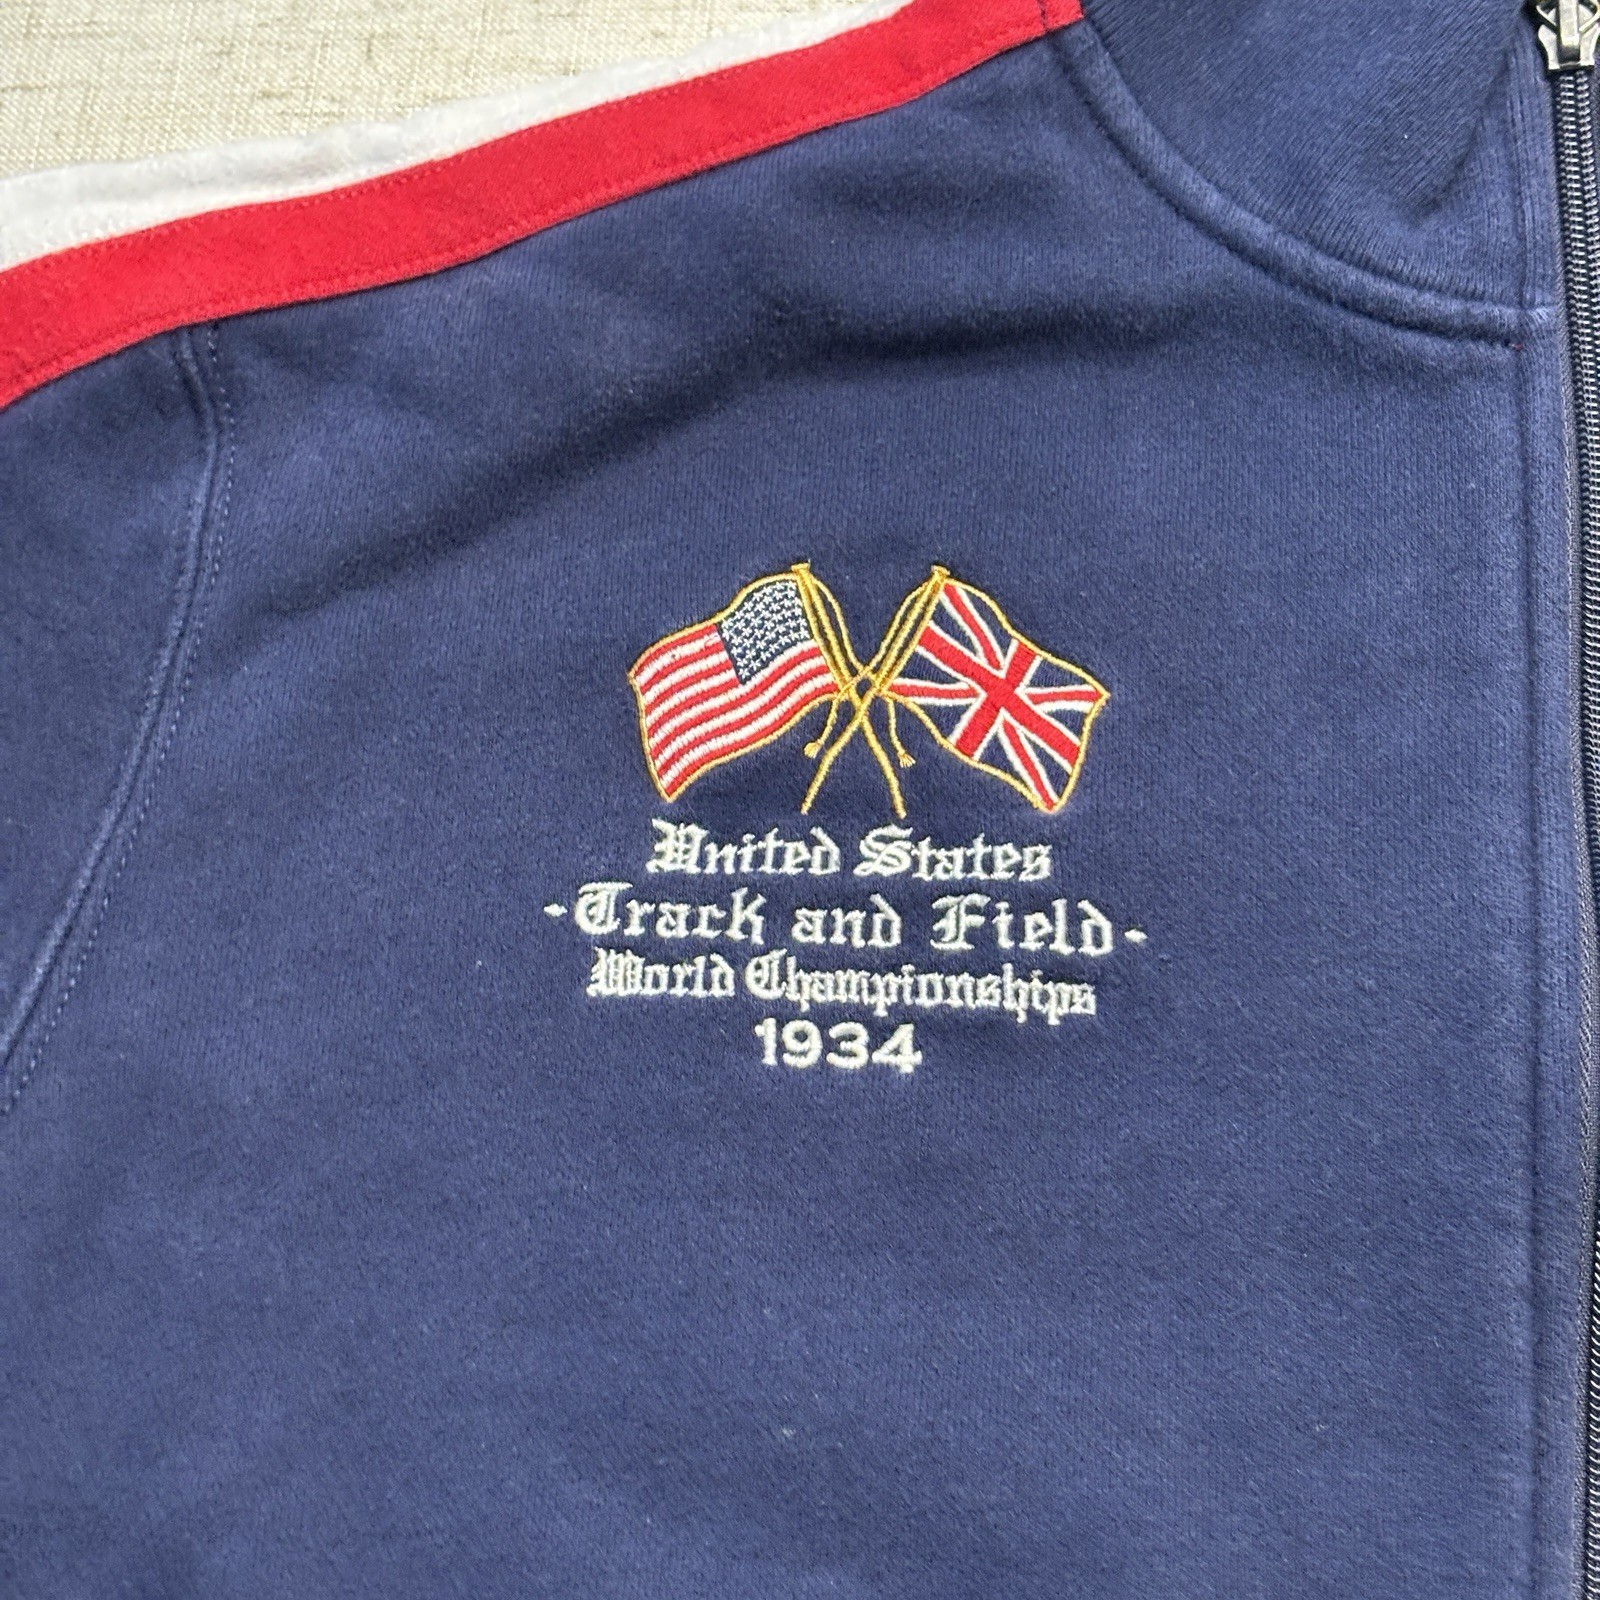 United States
-Track and Field-
World Championships
1934